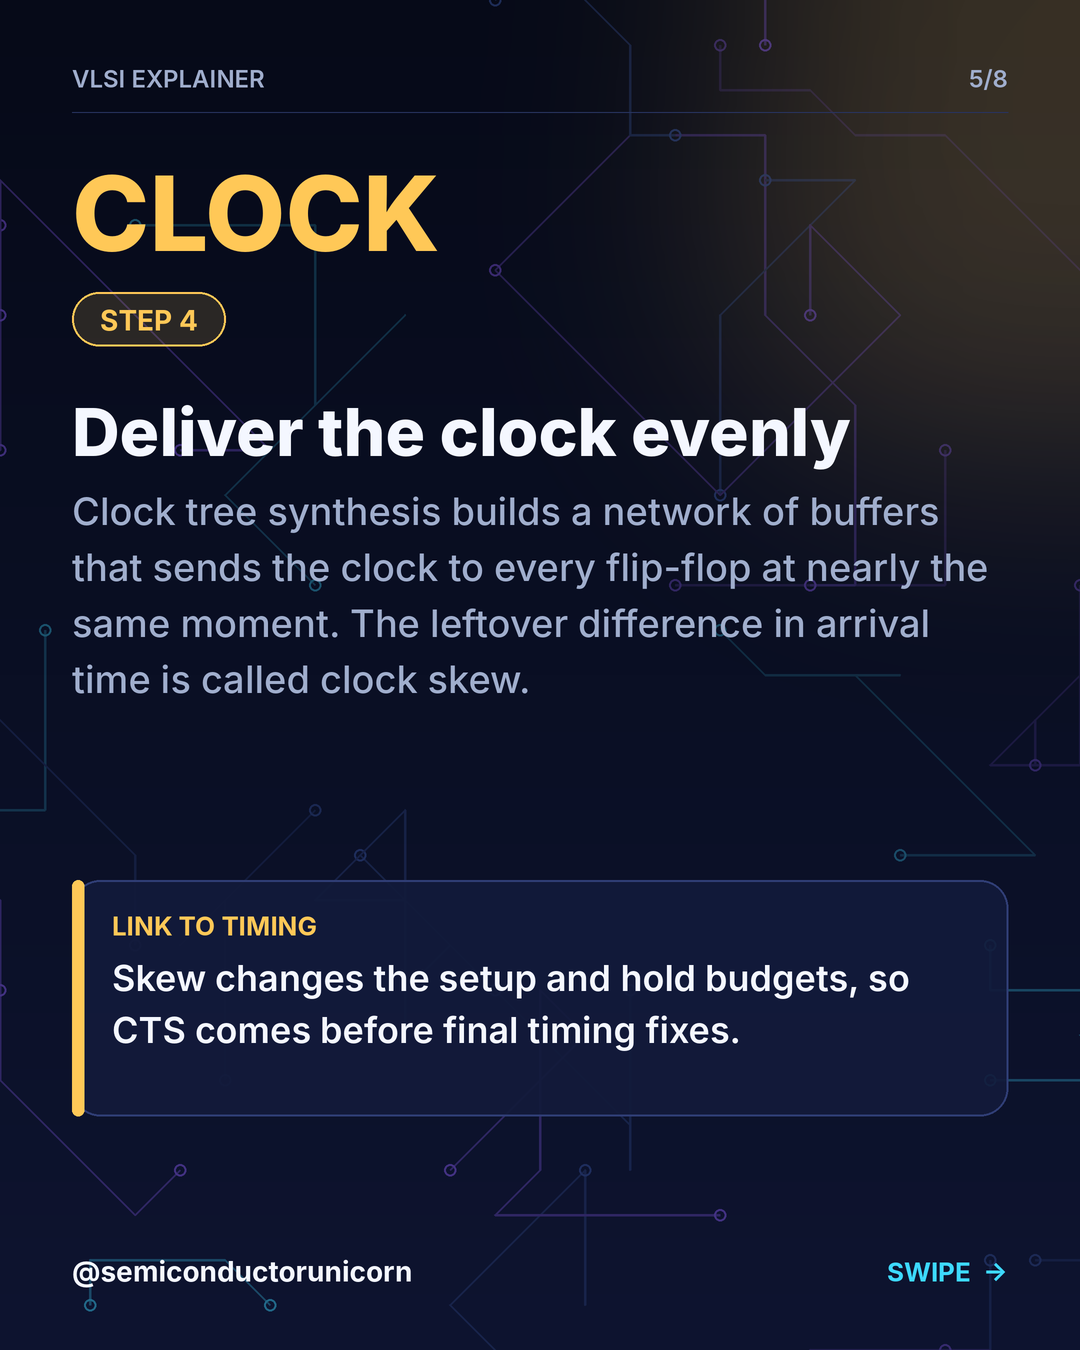 VLSI EXPLAINER
5/8
CLOCK
STEP 4
Deliver the clock evenly
Clock tree synthesis builds a network of buffers
that sends the clock to every flip-flop at nearly the
same moment. The leftover difference in arrival
time is called clock skew.
LINK TO TIMING
Skew changes the setup and hold budgets, so
CTS comes before final timing fixes.
@semiconductorunicorn
SWIPE →